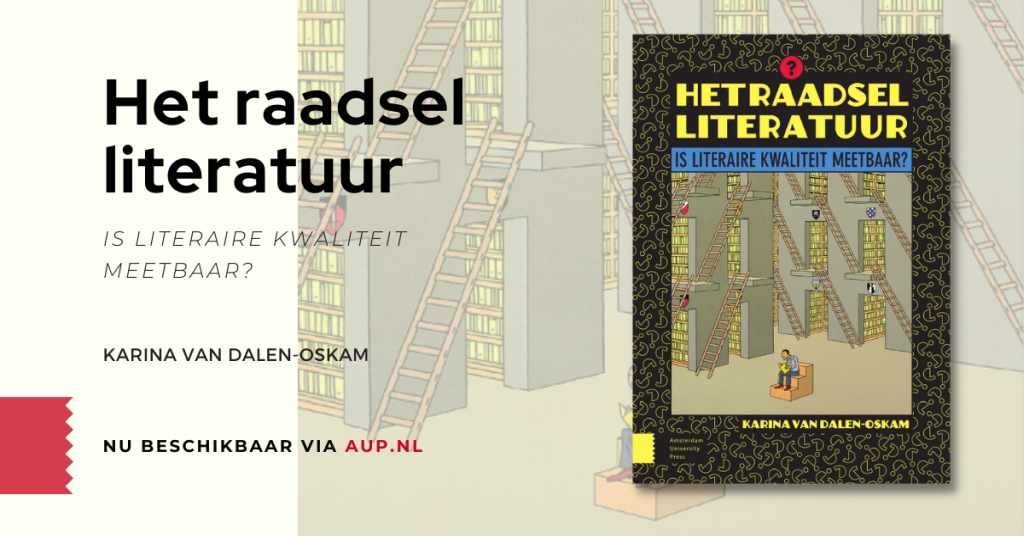 Het raadsel
literatuur
IS LITERAIRE KWALITEIT
MEETBAAR?
KARINA VAN DALEN-OSKAM
NU BESCHIKBAAR VIA AUP.NL
?
HET RAADSEL
LITERATUUR
IS LITERAIRE KWALITEIT MEETBAAR?
KARINA VAN DALEN-OSKAM
Amsterdam
University
Press